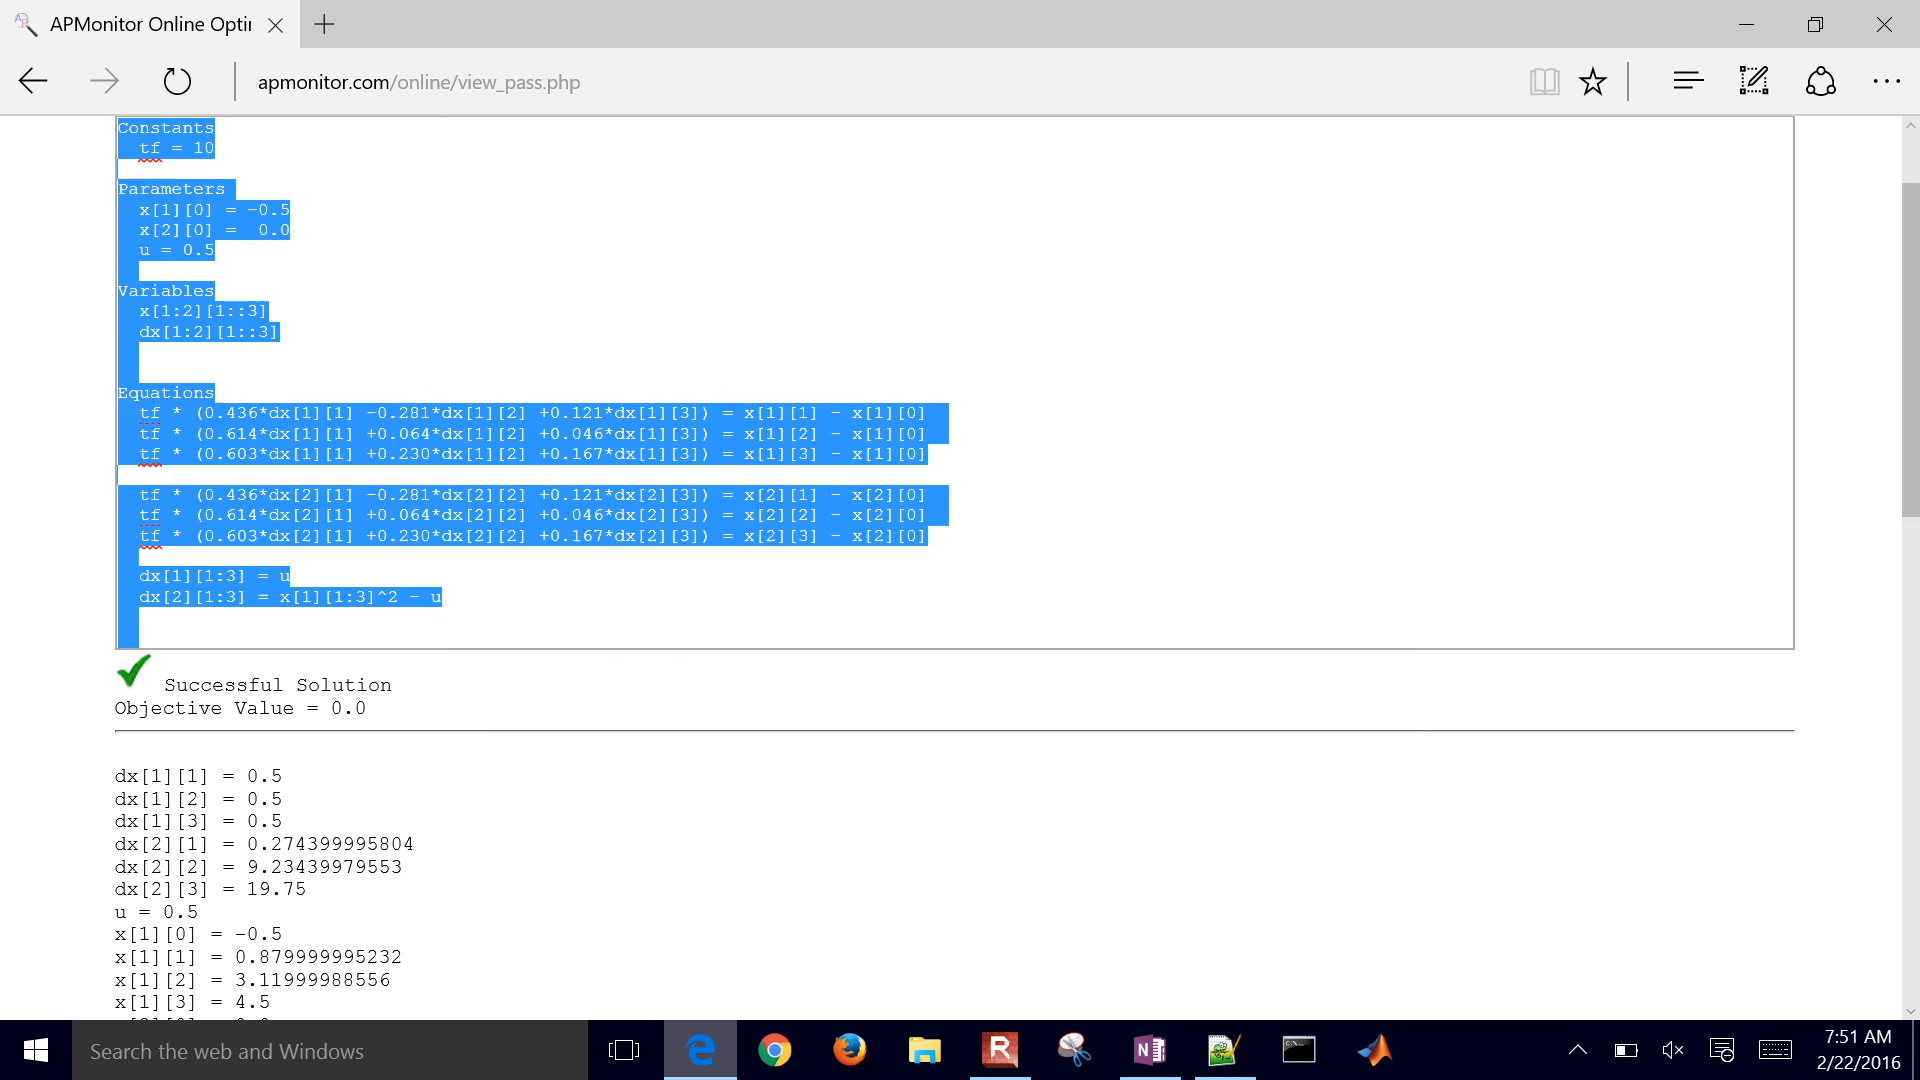 APMonitor Online Optin
apmonitor.com/online/view_pass.php
Constants
tf = 10
Parameters
x[1][0] = -0.5
x[2][0] =  0.0
u = 0.5
Variables
x[1:2][1::3]
dx[1:2][1::3]
Equations
tf * (0.436*dx[1][1] -0.281*dx[1][2] +0.121*dx[1][3]) = x[1][1] - x[1][0]
tf * (0.614*dx[1][1] +0.064*dx[1][2] +0.046*dx[1][3]) = x[1][2] - x[1][0]
tf * (0.603*dx[1][1] +0.230*dx[1][2] +0.167*dx[1][3]) = x[1][3] - x[1][0]
tf * (0.436*dx[2][1] -0.281*dx[2][2] +0.121*dx[2][3]) = x[2][1] - x[2][0]
tf * (0.614*dx[2][1] +0.064*dx[2][2] +0.046*dx[2][3]) = x[2][2] - x[2][0]
tf * (0.603*dx[2][1] +0.230*dx[2][2] +0.167*dx[2][3]) = x[2][3] - x[2][0]
dx[1][1:3] = u
dx[2][1:3] = x[1][1:3]^2 - u
Successful Solution
Objective Value = 0.0
dx[1][1] = 0.5
dx[1][2] = 0.5
dx[1][3] = 0.5
dx[2][1] = 0.274399995804
dx[2][2] = 9.23439979553
dx[2][3] = 19.75
u = 0.5
x[1][0] = -0.5
x[1][1] = 0.879999995232
x[1][2] = 3.11999988556
x[1][3] = 4.5
Search the web and Windows
7:51 AM
2/22/2016